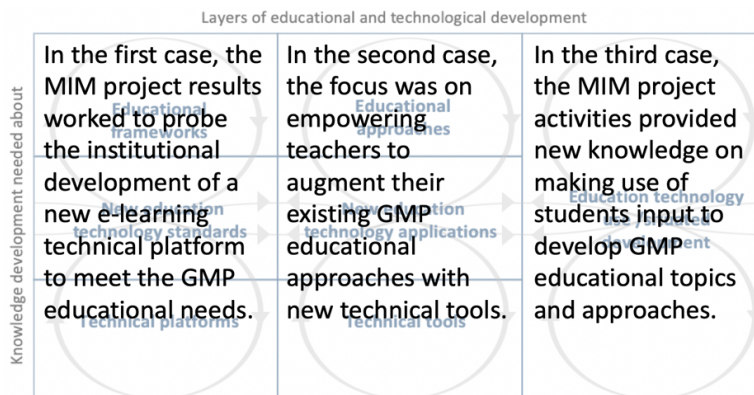 Layers of educational and technological development
Knowledge development needed about
In the first case, the
MIM project results
worked to probe
the institutional
development of a
new e-learning
technical platform
to meet the GMP
educational needs.
In the second case,
the focus was on
empowering
teachers to
augment their
existing GMP
educational
approaches with
new technical tools.
In the third case,
the MIM project
activities provided
new knowledge on
making use of
students input to
develop GMP
educational topics
and approaches.
Educational
frameworks
Educational
approaches
technology standards
technology applications
Education technology
development
Technical platforms
Technical tools